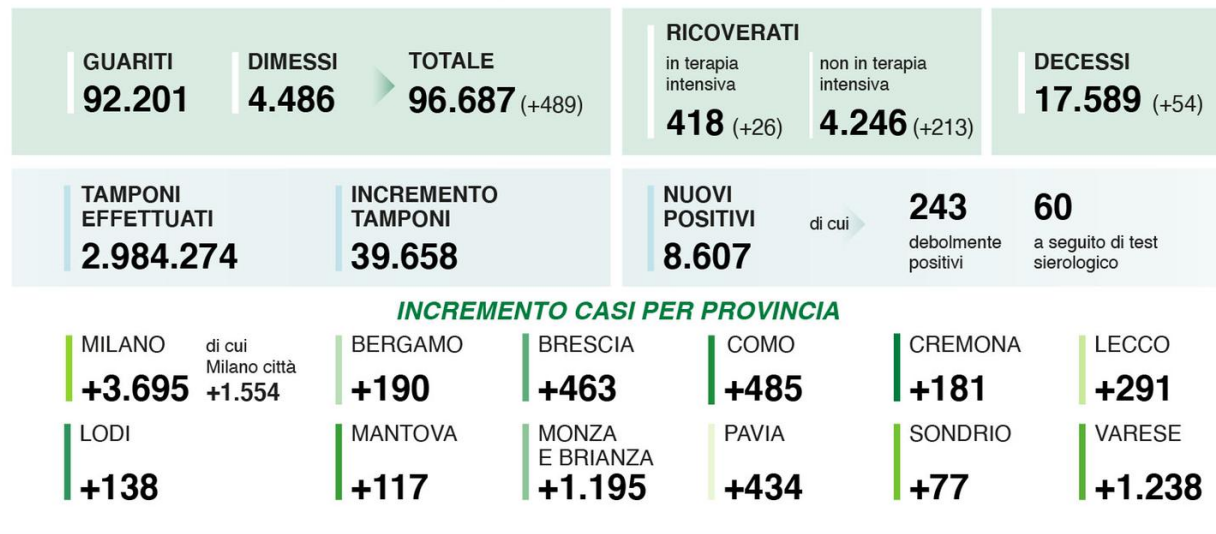 GUARITI
92.201
DIMESSI
4.486
TOTALE
96.687 (+489)
RICOVERATI
in terapia
intensiva
418 (+26)
non in terapia
intensiva
4.246 (+213)
DECESSI
17.589 (+54)
TAMPONI
EFFETTUATI
2.984.274
INCREMENTO
TAMPONI
39.658
NUOVI
POSITIVI
8.607
di cui
243
debolmente
positivi
60
a seguito di test
sierologico
INCREMENTO CASI PER PROVINCIA
MILANO
+3.695
di cui
Milano città
+1.554
BERGAMO
+190
BRESCIA
+463
COMO
+485
CREMONA
+181
LECCO
+291
LODI
+138
MANTOVA
+117
MONZA
E BRIANZA
+1.195
PAVIA
+434
SONDRIO
+77
VARESE
+1.238